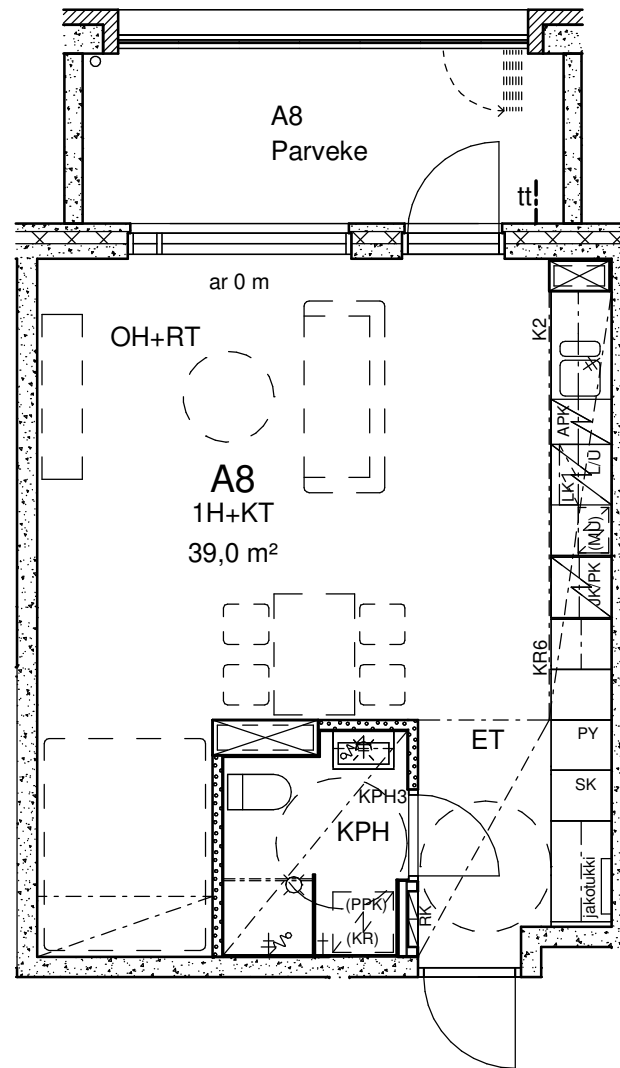 A8
Parveke
tt
ar 0 m
OH+RT
K2
APK
L/U
LK
A8
1H+KT
39,0 m²
(MU)
JK/PK
KR6
ET
PY
KPH3
SK
KPH
(PPK)
RK
jakotukki
(KR)